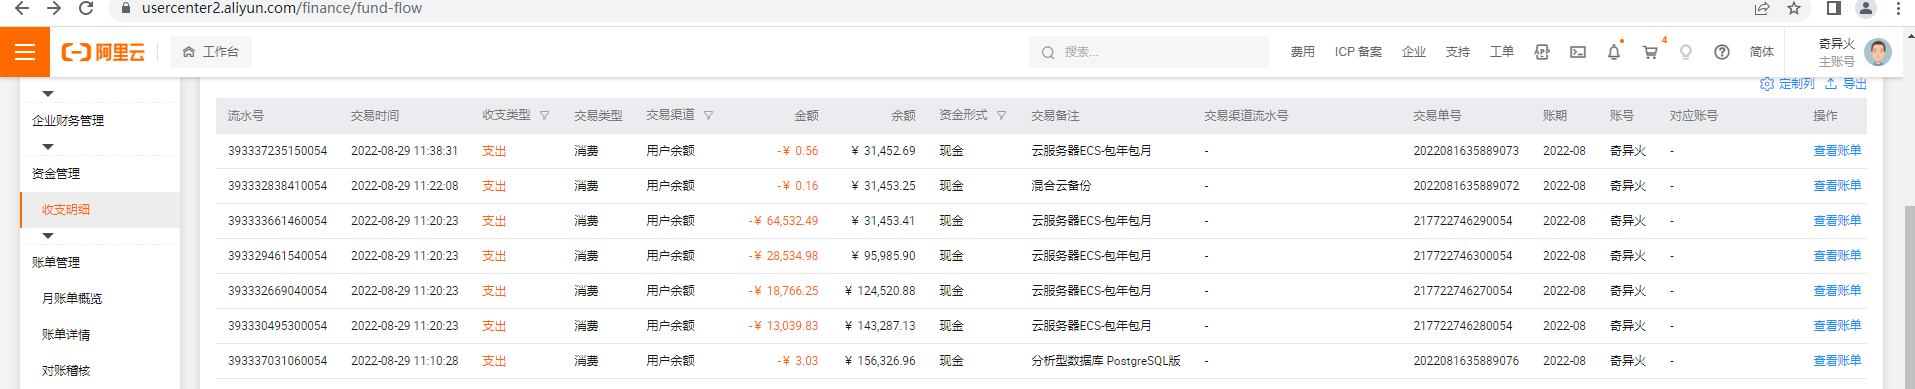 usercenter2.aliyun.com/finance/fund-flow
阿里云 工作台 搜索... 费用 ICP 备案 企业 支持 工单 4 简体 奇异火
主账号
定制列 导出
企业财务管理
资金管理
收支明细
账单管理
月账单概览
账单详情
对账稽核
流水号 交易时间 收支类型 交易类型 交易渠道 金额 余额 资金形式 交易备注 交易渠道流水号 交易单号 账期 账号 对应账号 操作
393337235150054 2022-08-29 11:38:31 支出 消费 用户余额 -¥ 0.56 ¥ 31,452.69 现金 云服务器ECS-包年包月 - 2022081635889073 2022-08 奇异火 - 查看账单
393332838410054 2022-08-29 11:22:08 支出 消费 用户余额 -¥ 0.16 ¥ 31,453.25 现金 混合云备份 - 2022081635889072 2022-08 奇异火 - 查看账单
393333661460054 2022-08-29 11:20:23 支出 消费 用户余额 -¥ 64,532.49 ¥ 31,453.41 现金 云服务器ECS-包年包月 - 217722746290054 2022-08 奇异火 - 查看账单
393329461540054 2022-08-29 11:20:23 支出 消费 用户余额 -¥ 28,534.98 ¥ 95,985.90 现金 云服务器ECS-包年包月 - 217722746300054 2022-08 奇异火 - 查看账单
393332669040054 2022-08-29 11:20:23 支出 消费 用户余额 -¥ 18,766.25 ¥ 124,520.88 现金 云服务器ECS-包年包月 - 217722746270054 2022-08 奇异火 - 查看账单
393330495300054 2022-08-29 11:20:23 支出 消费 用户余额 -¥ 13,039.83 ¥ 143,287.13 现金 云服务器ECS-包年包月 - 217722746280054 2022-08 奇异火 - 查看账单
393337031060054 2022-08-29 11:10:28 支出 消费 用户余额 -¥ 3.03 ¥ 156,326.96 现金 分析型数据库 PostgreSQL版 - 2022081635889076 2022-08 奇异火 - 查看账单